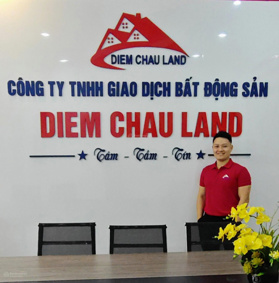 DIEM CHAU LAND
CÔNG TY TNHH GIAO DỊCH BẤT ĐỘNG SẢN
DIEM CHAU LAND
Tâm - Tầm - Tín